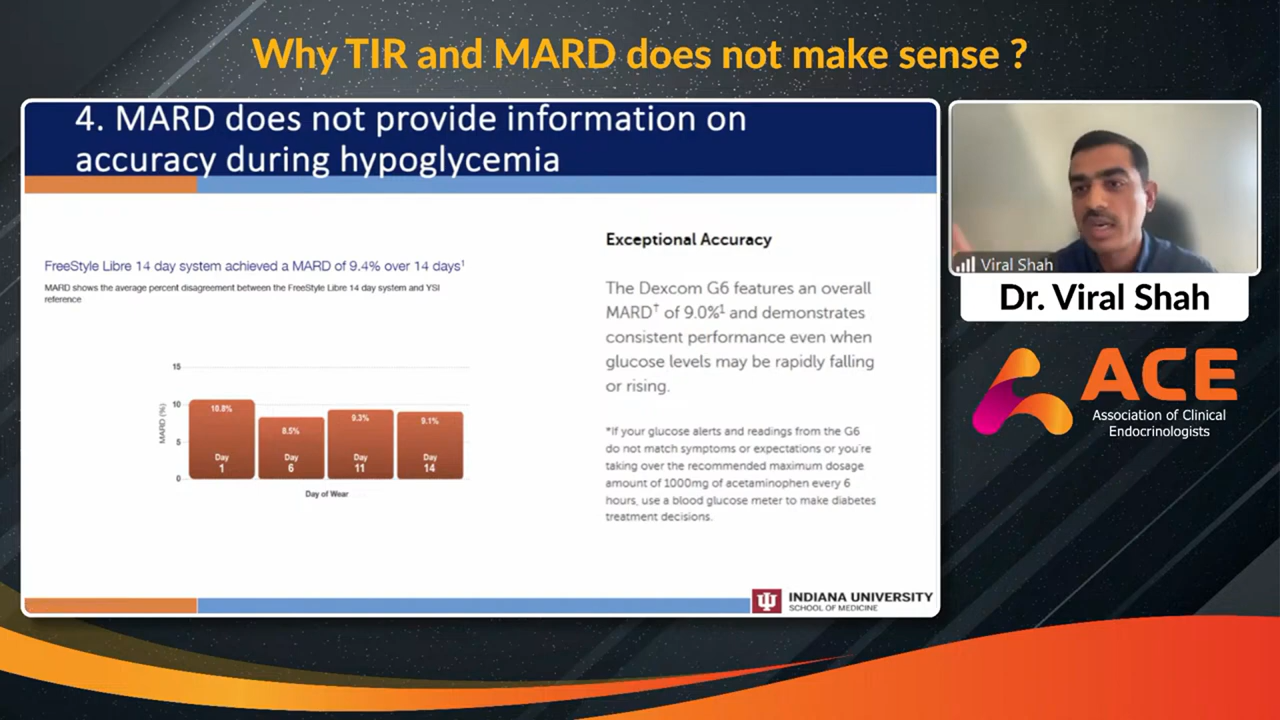 Why TIR and MARD does not make sense ?
4. MARD does not provide information on
accuracy during hypoglycemia
FreeStyle Libre 14 day system achieved a MARD of 9.4% over 14 days¹
MARD shows the average percent disagreement between the FreeStyle Libre 14 day system and YSI
reference
15
10
5
0
MARD (%)
10.8%
8.5%
9.3%
9.1%
Day
1
Day
6
Day
11
Day
14
Day of Wear
Exceptional Accuracy
The Dexcom G6 features an overall
MARD† of 9.0%¹ and demonstrates
consistent performance even when
glucose levels may be rapidly falling
or rising.
*If your glucose alerts and readings from the G6
do not match symptoms or expectations or you're
taking over the recommended maximum dosage
amount of 1000mg of acetaminophen every 6
hours, use a blood glucose meter to make diabetes
treatment decisions.
INDIANA UNIVERSITY
SCHOOL OF MEDICINE
Viral Shah
Dr. Viral Shah
ACE
Association of Clinical
Endocrinologists